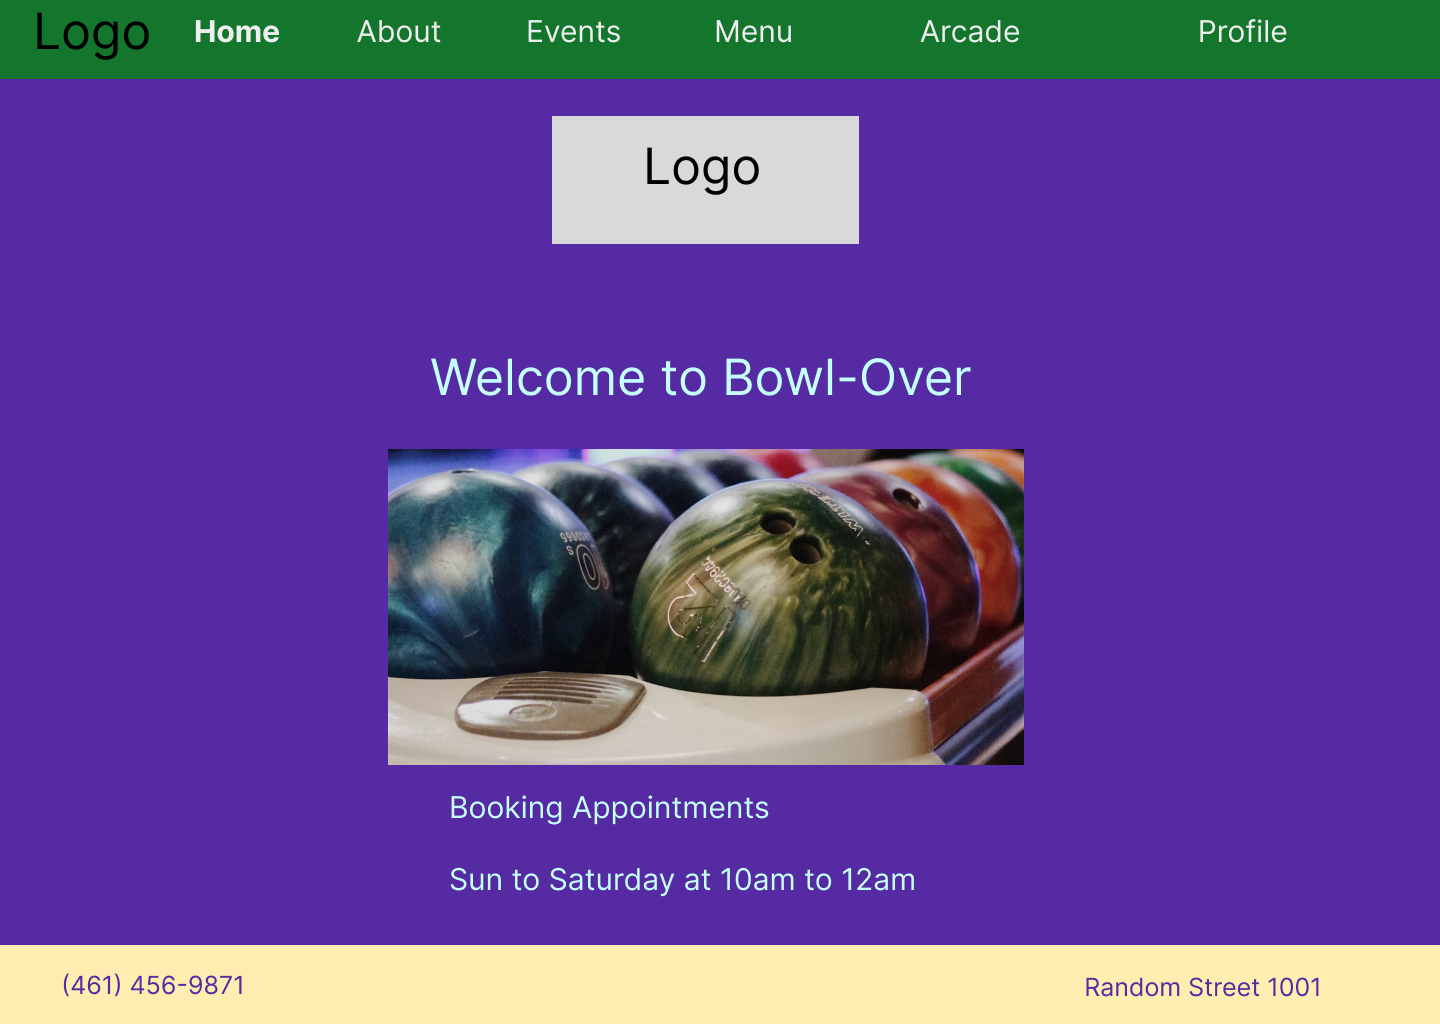 Logo Home About Events Menu Arcade Profile
Logo
Welcome to Bowl-Over
Booking Appointments
Sun to Saturday at 10am to 12am
(461) 456-9871 Random Street 1001